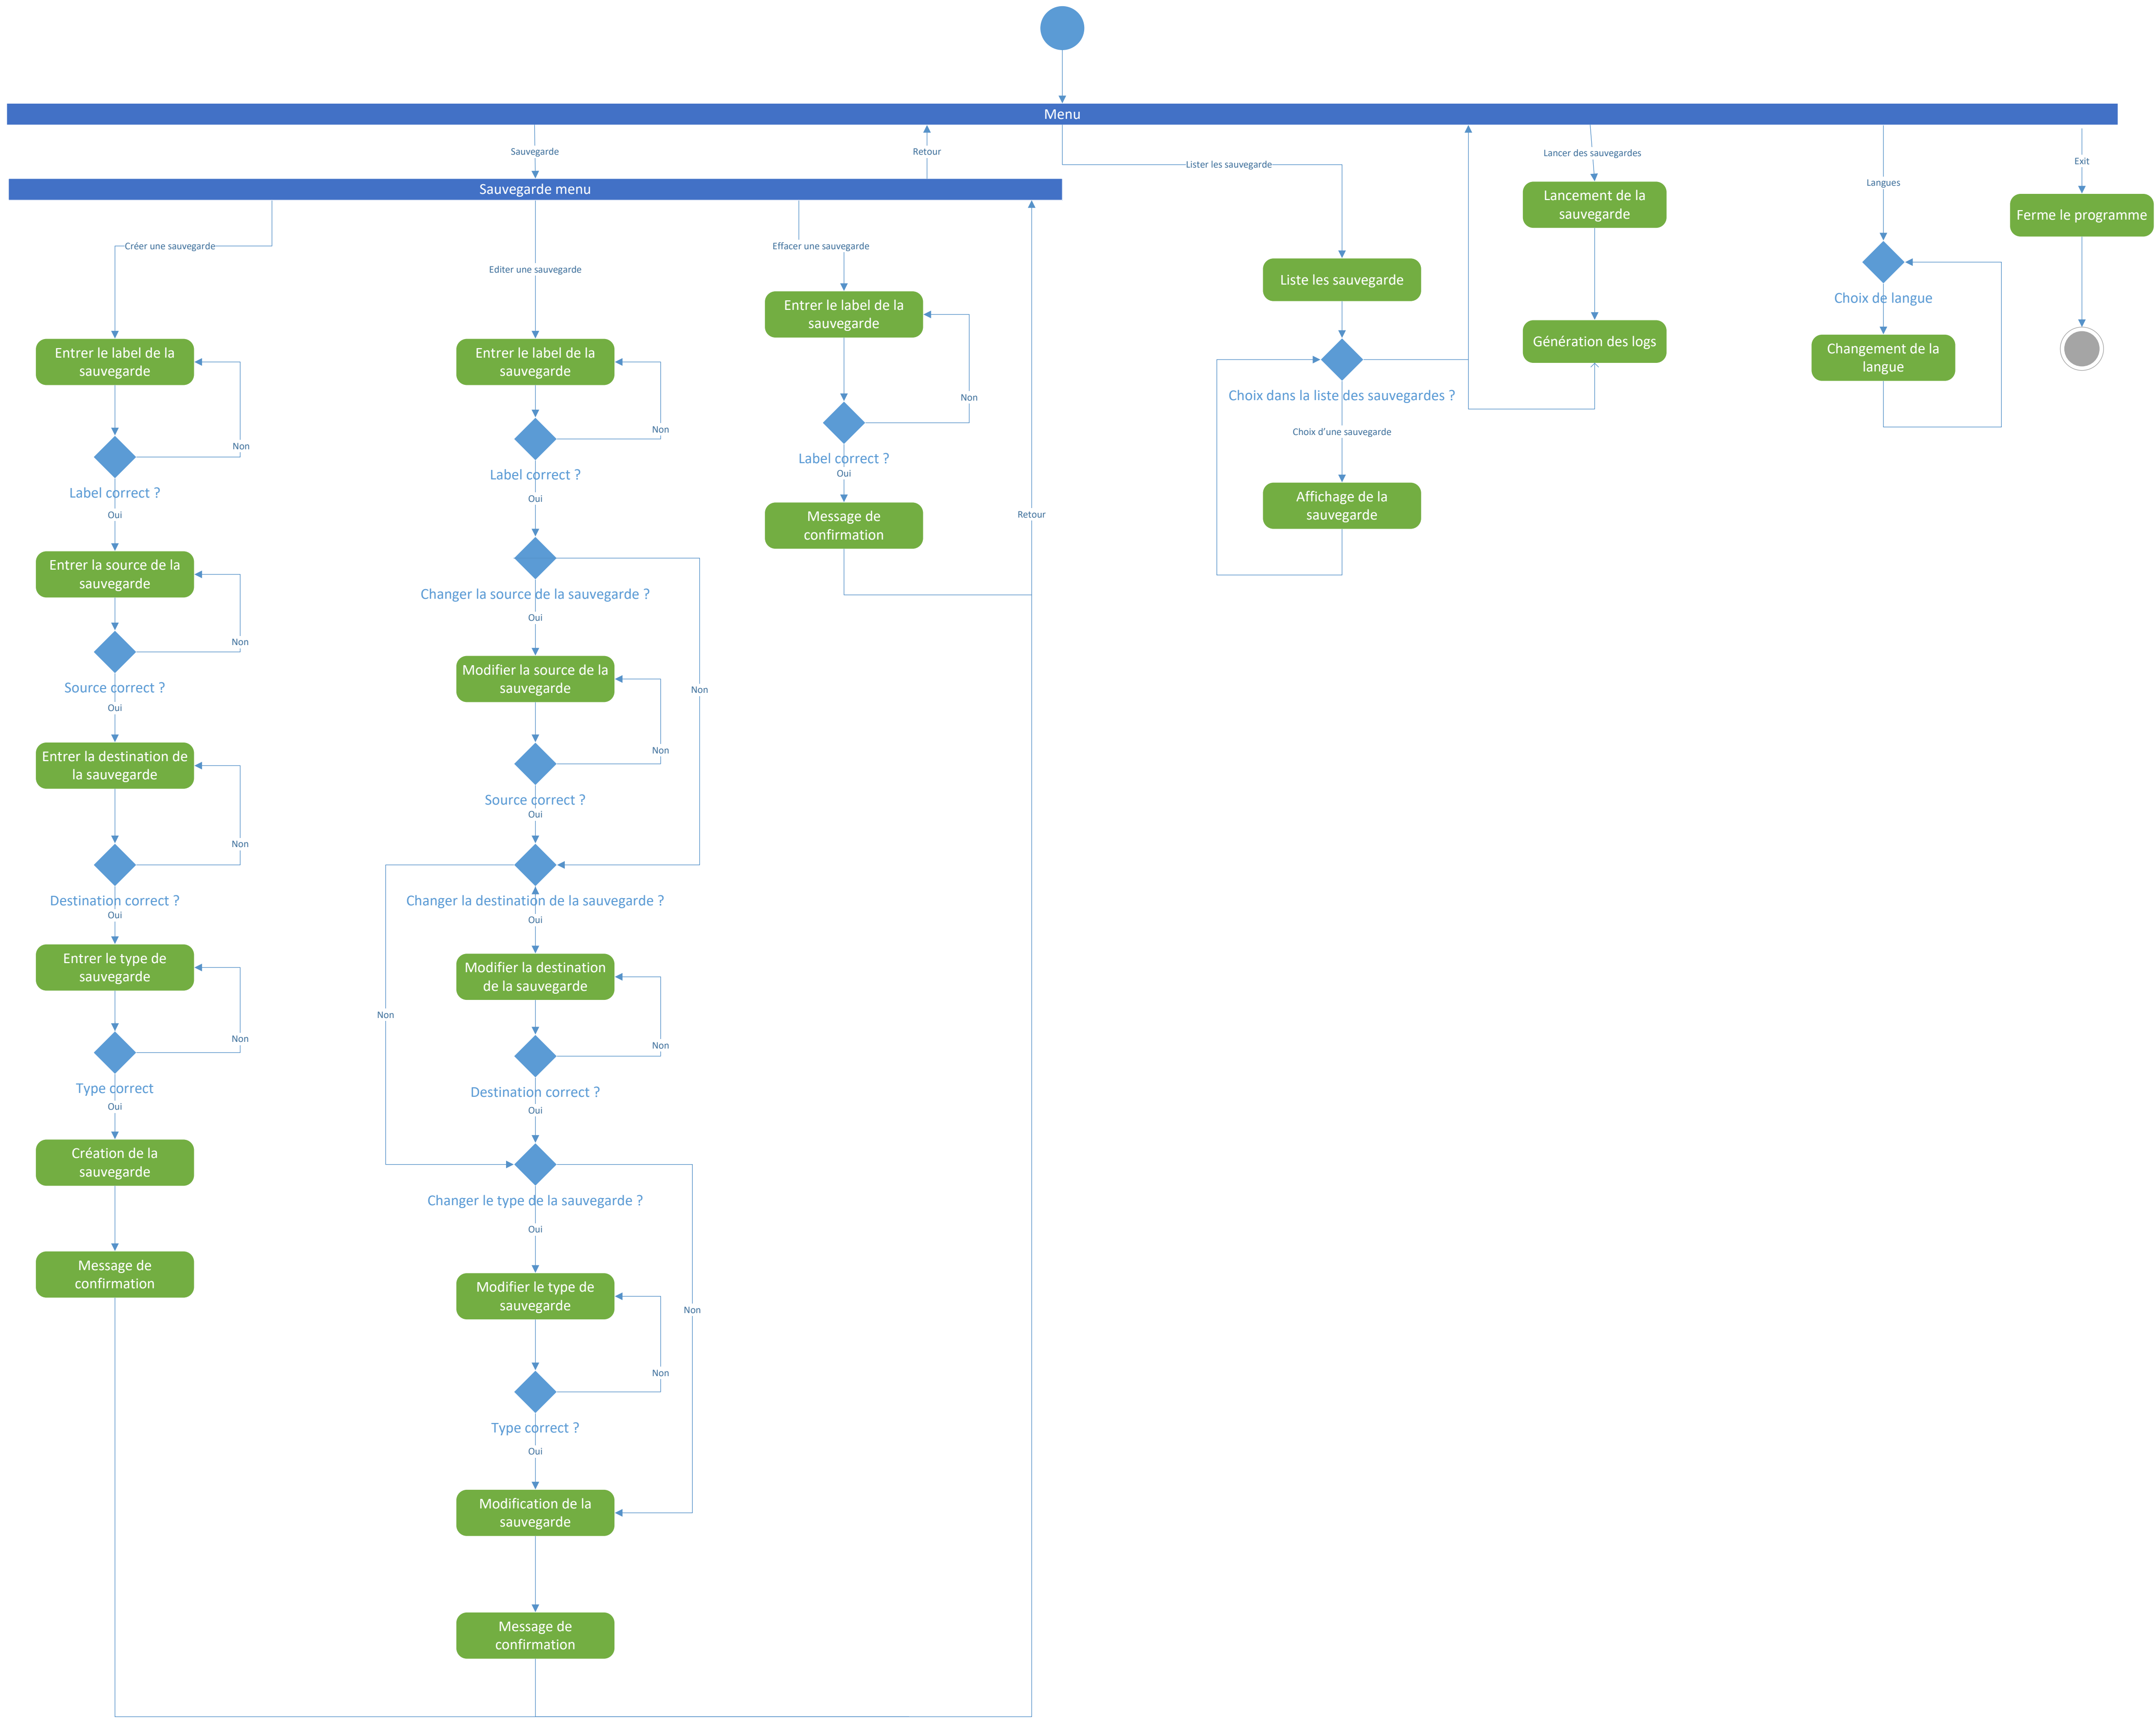 Menu
Sauvegarde
Retour
Lister les sauvegarde
Lancer des sauvegardes
Langues
Exit
Sauvegarde menu
Créer une sauvegarde
Entrer le label de la
sauvegarde
Non
Label correct ?
Oui
Entrer la source de la
sauvegarde
Non
Source correct ?
Oui
Entrer la destination de
la sauvegarde
Non
Destination correct ?
Oui
Entrer le type de
sauvegarde
Non
Type correct
Oui
Création de la
sauvegarde
Message de
confirmation
Editer une sauvegarde
Entrer le label de la
sauvegarde
Non
Label correct ?
Oui
Changer la source de la sauvegarde ?
Oui
Non
Modifier la source de la
sauvegarde
Non
Source correct ?
Oui
Changer la destination de la sauvegarde ?
Oui
Non
Modifier la destination
de la sauvegarde
Non
Destination correct ?
Oui
Changer le type de la sauvegarde ?
Oui
Non
Modifier le type de
sauvegarde
Non
Type correct ?
Oui
Modification de la
sauvegarde
Message de
confirmation
Effacer une sauvegarde
Entrer le label de la
sauvegarde
Non
Label correct ?
Oui
Message de
confirmation
Retour
Liste les sauvegarde
Choix dans la liste des sauvegardes ?
Choix d'une sauvegarde
Affichage de la
sauvegarde
Lancement de la
sauvegarde
Génération des logs
Choix de langue
Changement de la
langue
Ferme le programme